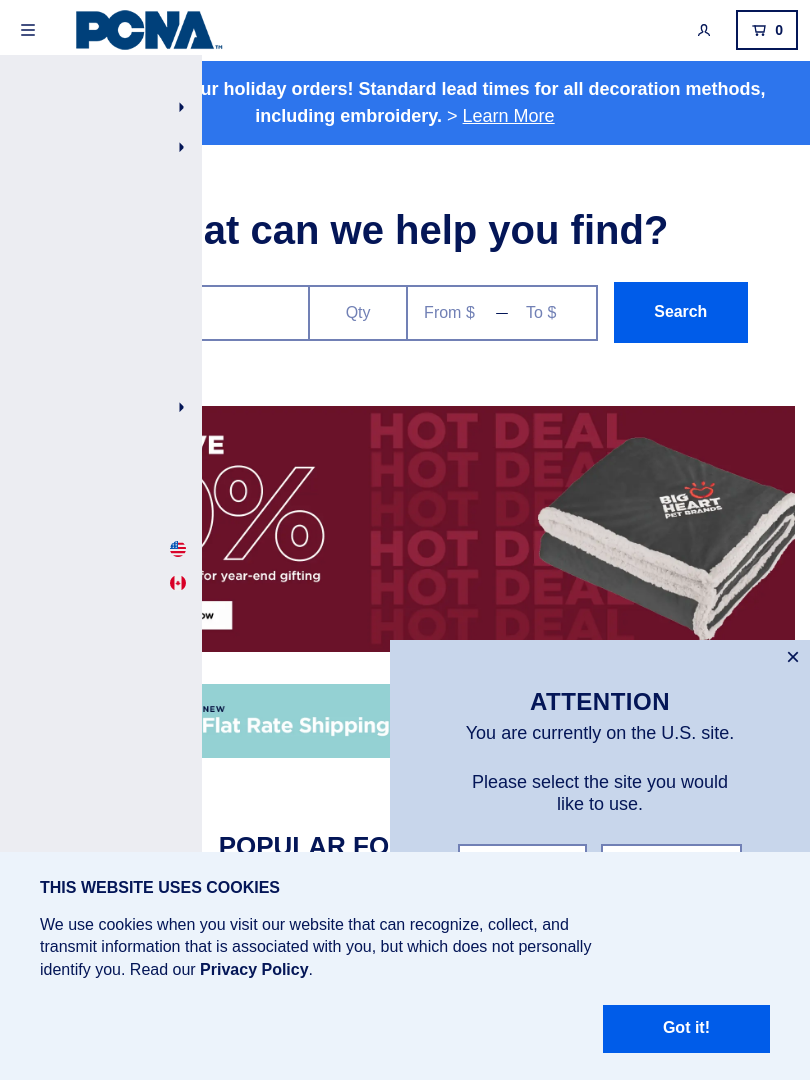 PCNA™
0
ur holiday orders! Standard lead times for all decoration methods,
including embroidery. > Learn More
at can we help you find?
Qty
From $ — To $
Search
VE
0%
for year-end gifting
ow
HOT DEAL
HOT DEAL
HOT DEAL
HOT DEAL
HOT DEAL
HOT DEAL
BIG
HEART
PET BRANDS
NEW
Flat Rate Shipping
ATTENTION
You are currently on the U.S. site.
Please select the site you would
like to use.
POPULAR FO
THIS WEBSITE USES COOKIES
We use cookies when you visit our website that can recognize, collect, and
transmit information that is associated with you, but which does not personally
identify you. Read our Privacy Policy.
Got it!